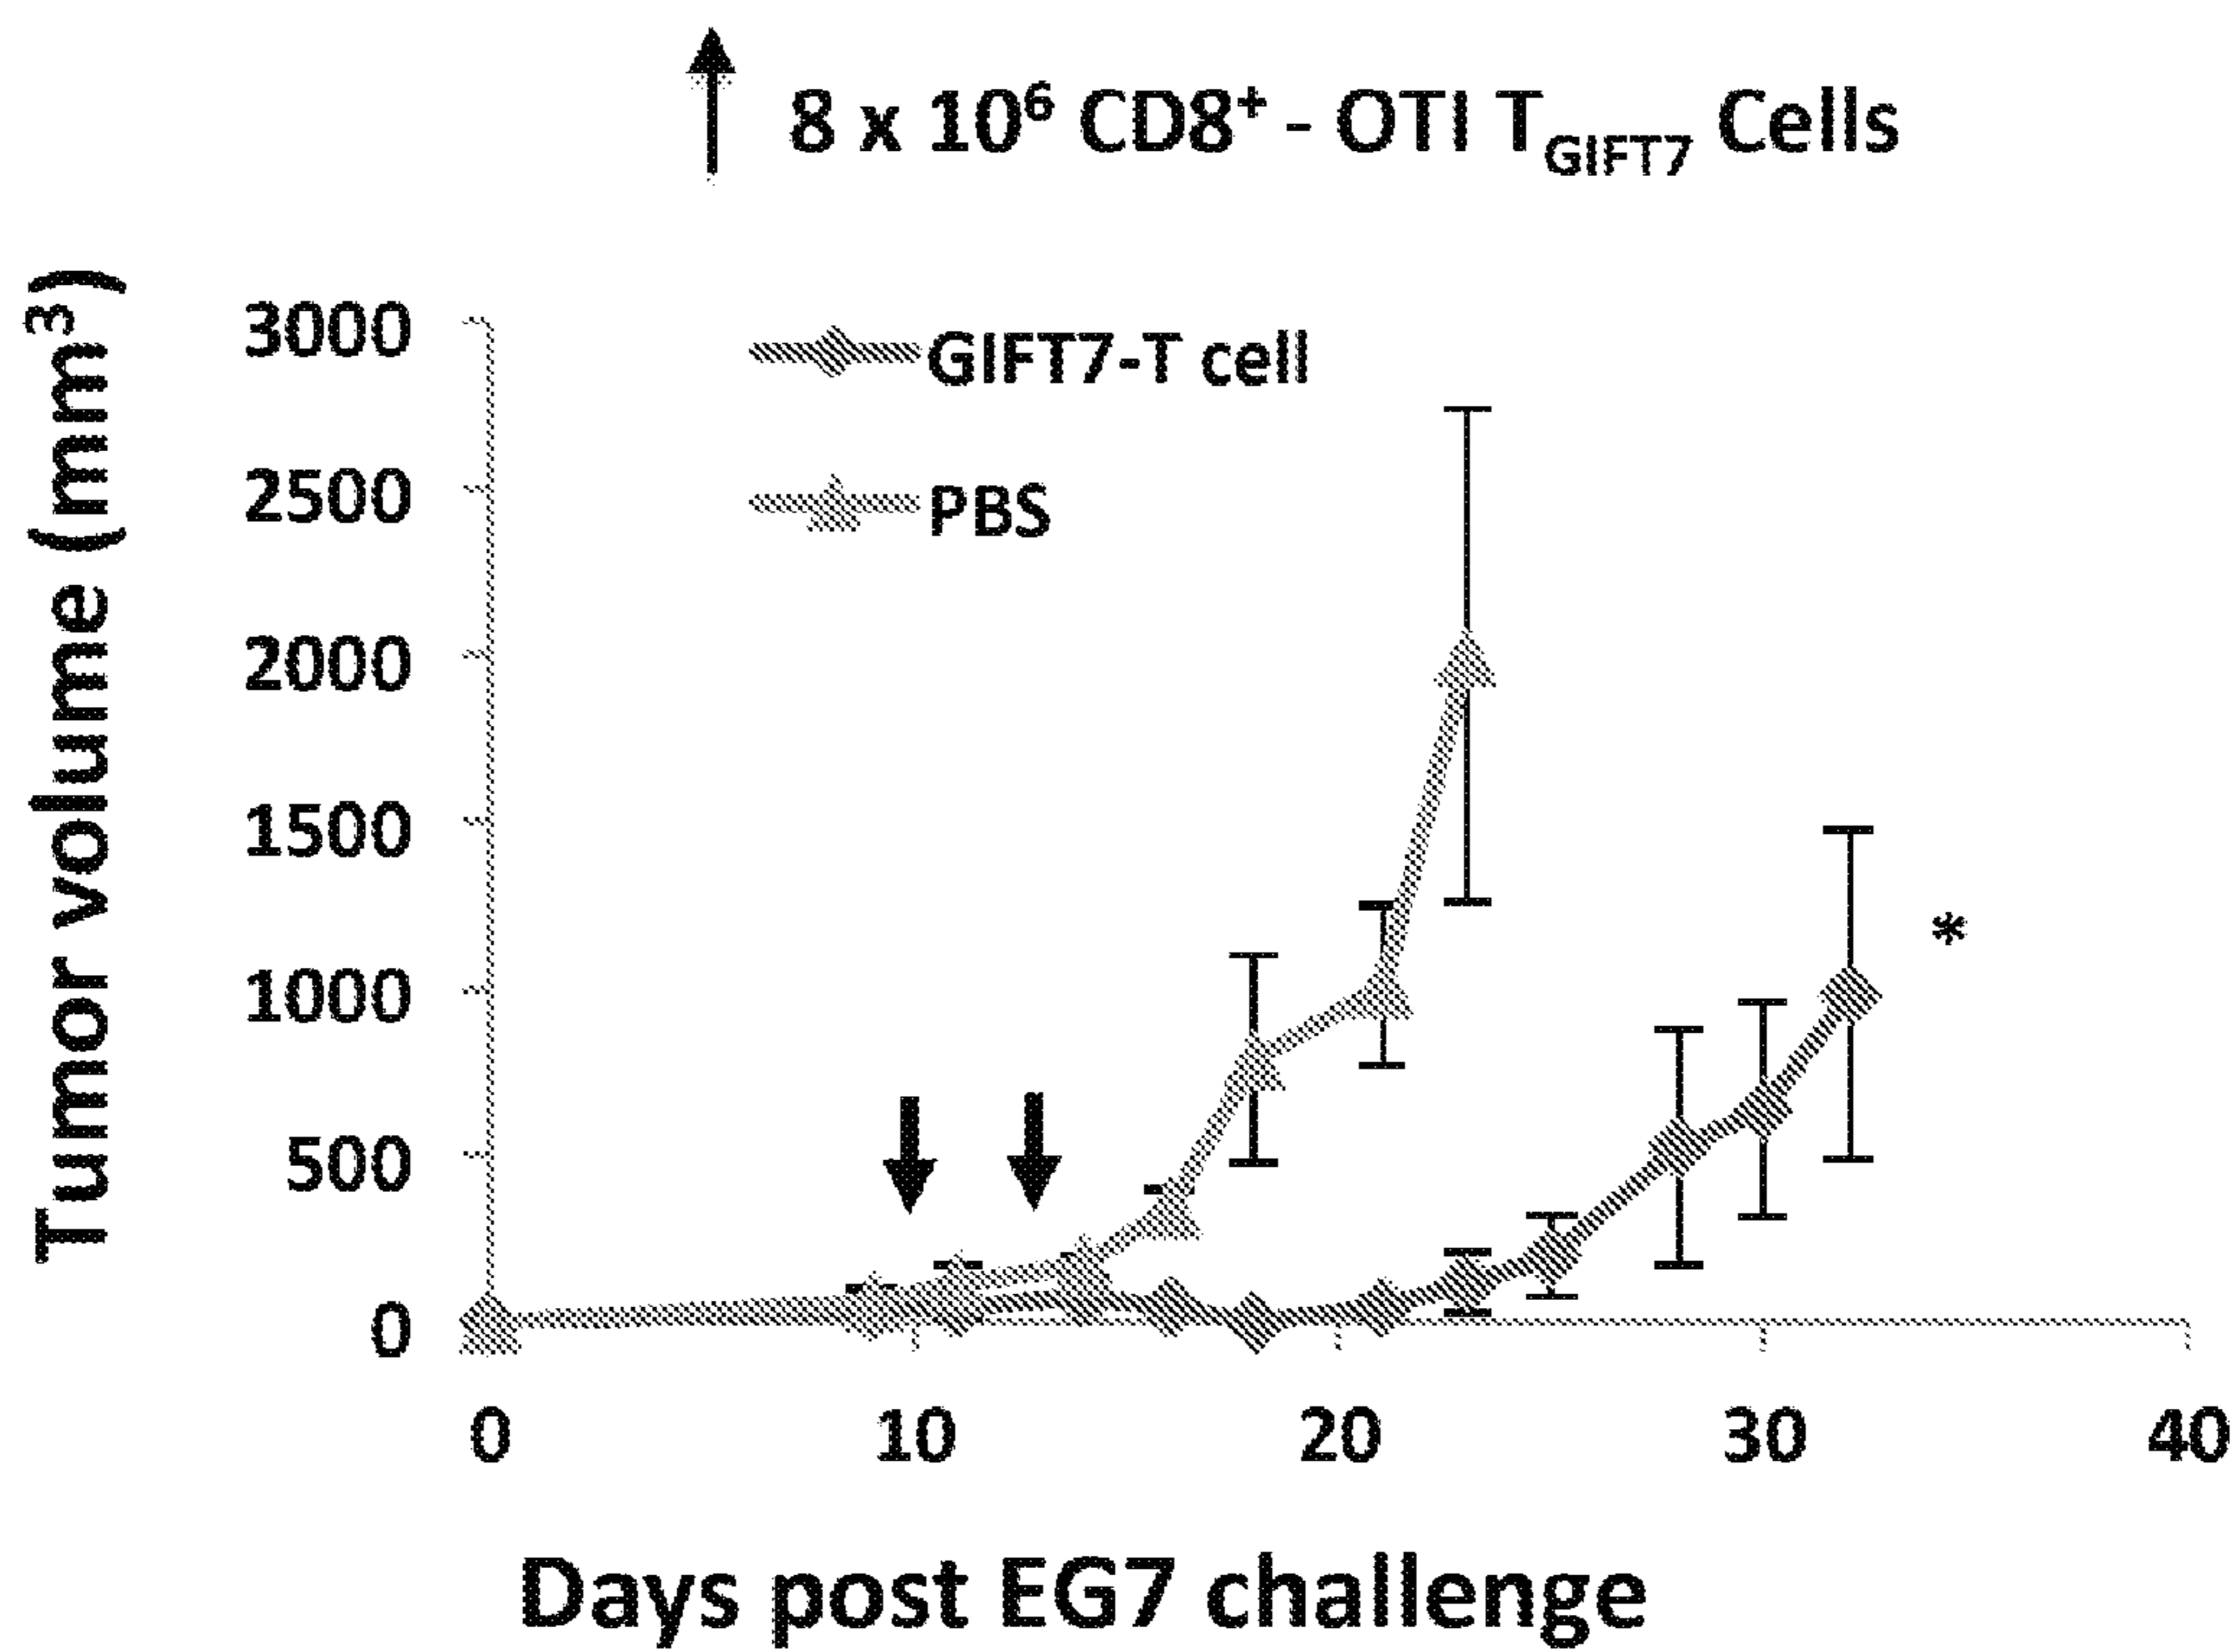 8 x 10⁶ CD8⁺ - OTI T_GIFT7 Cells
Tumor volume (mm³)
3000
2500
2000
1500
1000
500
0
GIFT7-T cell
PBS
*
0 10 20 30 40
Days post EG7 challenge